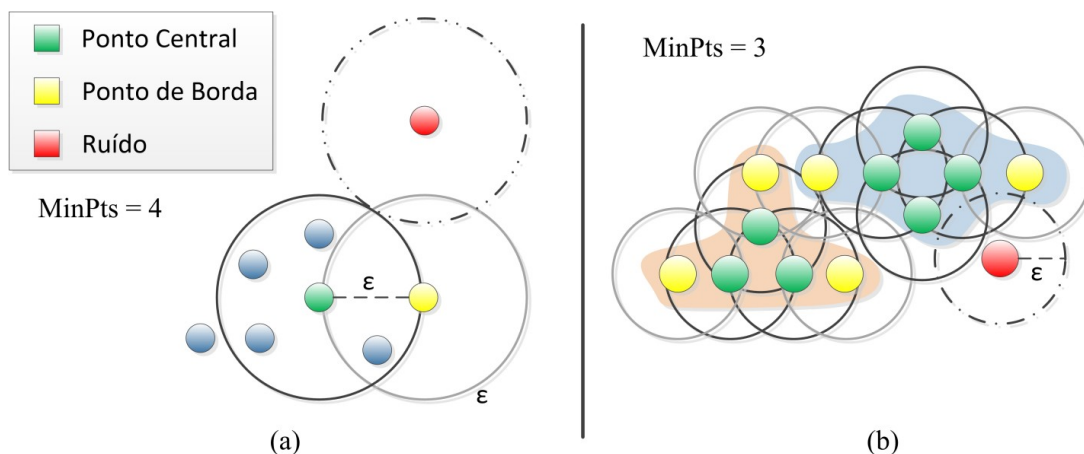 Ponto Central
Ponto de Borda
Ruído
MinPts = 4
ε
ε
(a)
MinPts = 3
ε
(b)